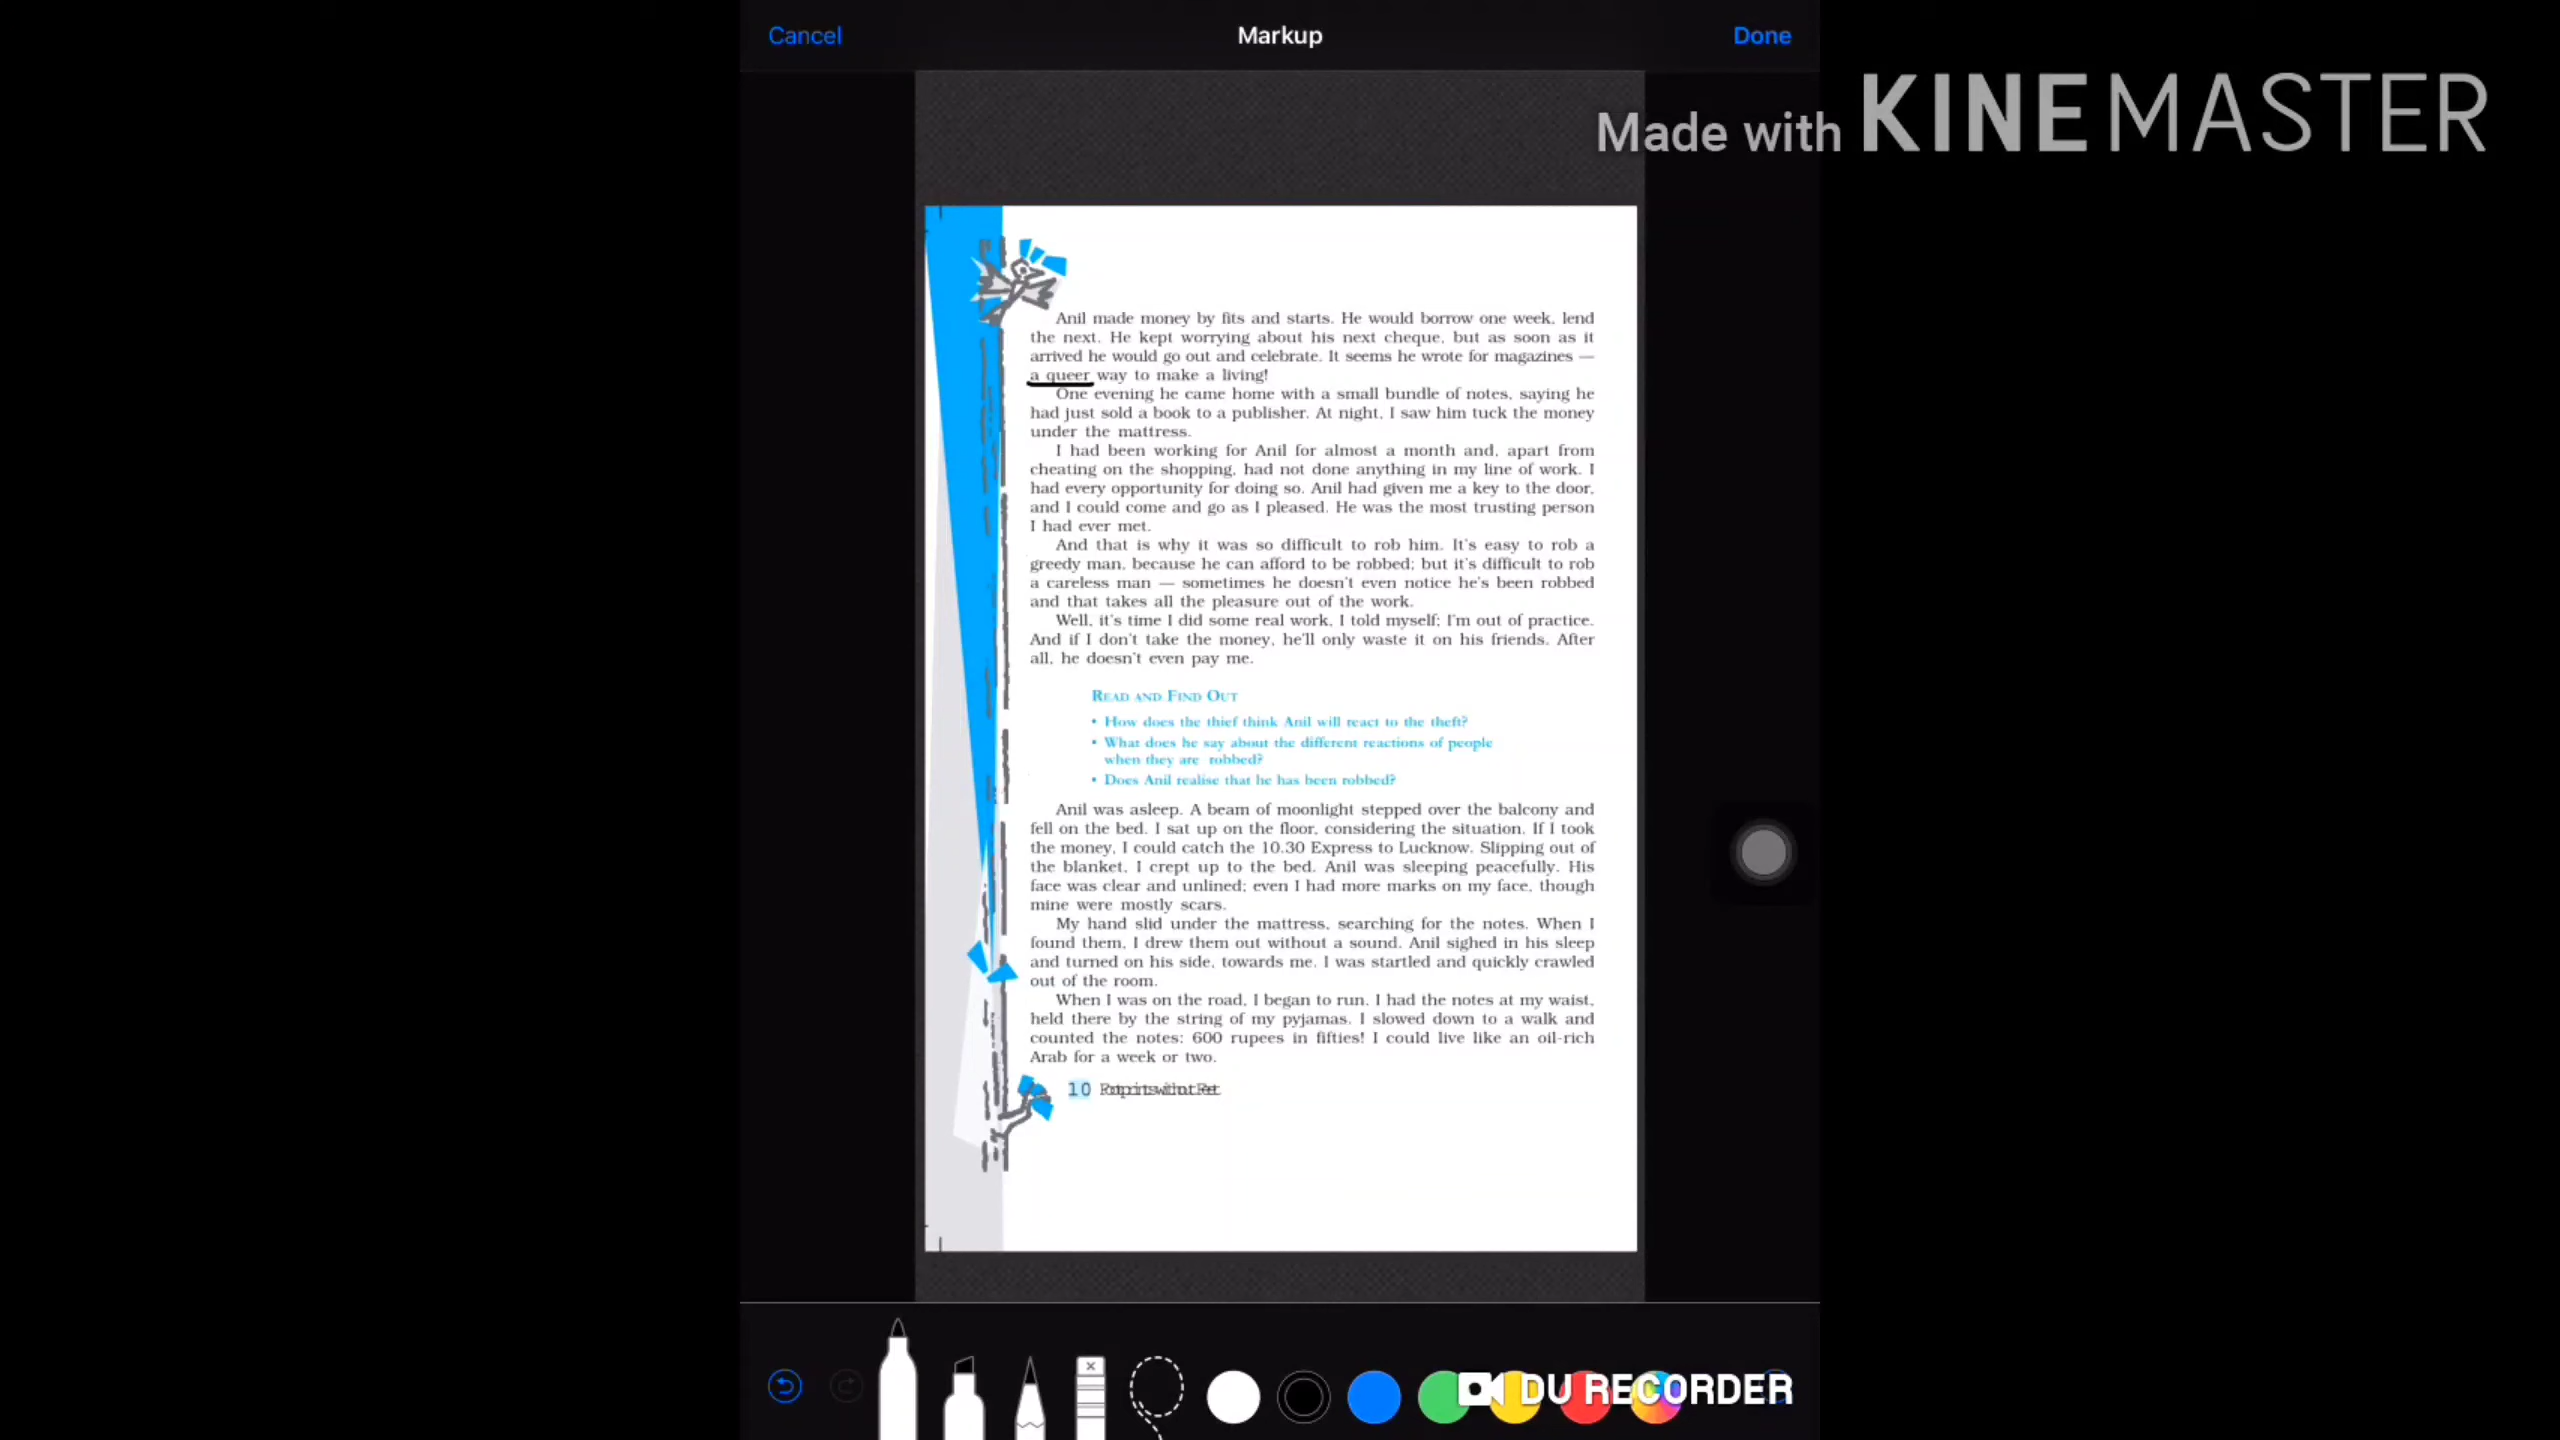 Cancel
Markup
Done
Made with KINEMASTER
Anil made money by fits and starts. He would borrow one week, lend
the next. He kept worrying about his next cheque, but as soon as it
arrived he would go out and celebrate. It seems he wrote for magazines —
a queer way to make a living!
One evening he came home with a small bundle of notes, saying he
had just sold a book to a publisher. At night, I saw him tuck the money
under the mattress.
I had been working for Anil for almost a month and, apart from
cheating on the shopping, had not done anything in my line of work. I
had every opportunity for doing so. Anil had given me a key to the door,
and I could come and go as I pleased. He was the most trusting person
I had ever met.
And that is why it was so difficult to rob him. It's easy to rob a
greedy man, because he can afford to be robbed; but it's difficult to rob
a careless man — sometimes he doesn't even notice he's been robbed
and that takes all the pleasure out of the work.
Well, it's time I did some real work, I told myself; I'm out of practice.
And if I don't take the money, he'll only waste it on his friends. After
all, he doesn't even pay me.
READ AND FIND OUT
• How does the thief think Anil will react to the theft?
• What does he say about the different reactions of people
when they are robbed?
• Does Anil realise that he has been robbed?
Anil was asleep. A beam of moonlight stepped over the balcony and
fell on the bed. I sat up on the floor, considering the situation. If I took
the money, I could catch the 10.30 Express to Lucknow. Slipping out of
the blanket, I crept up to the bed. Anil was sleeping peacefully. His
face was clear and unlined; even I had more marks on my face, though
mine were mostly scars.
My hand slid under the mattress, searching for the notes. When I
found them, I drew them out without a sound. Anil sighed in his sleep
and turned on his side, towards me. I was startled and quickly crawled
out of the room.
When I was on the road, I began to run. I had the notes at my waist,
held there by the string of my pyjamas. I slowed down to a walk and
counted the notes: 600 rupees in fifties! I could live like an oil-rich
Arab for a week or two.
10
DU RECORDER